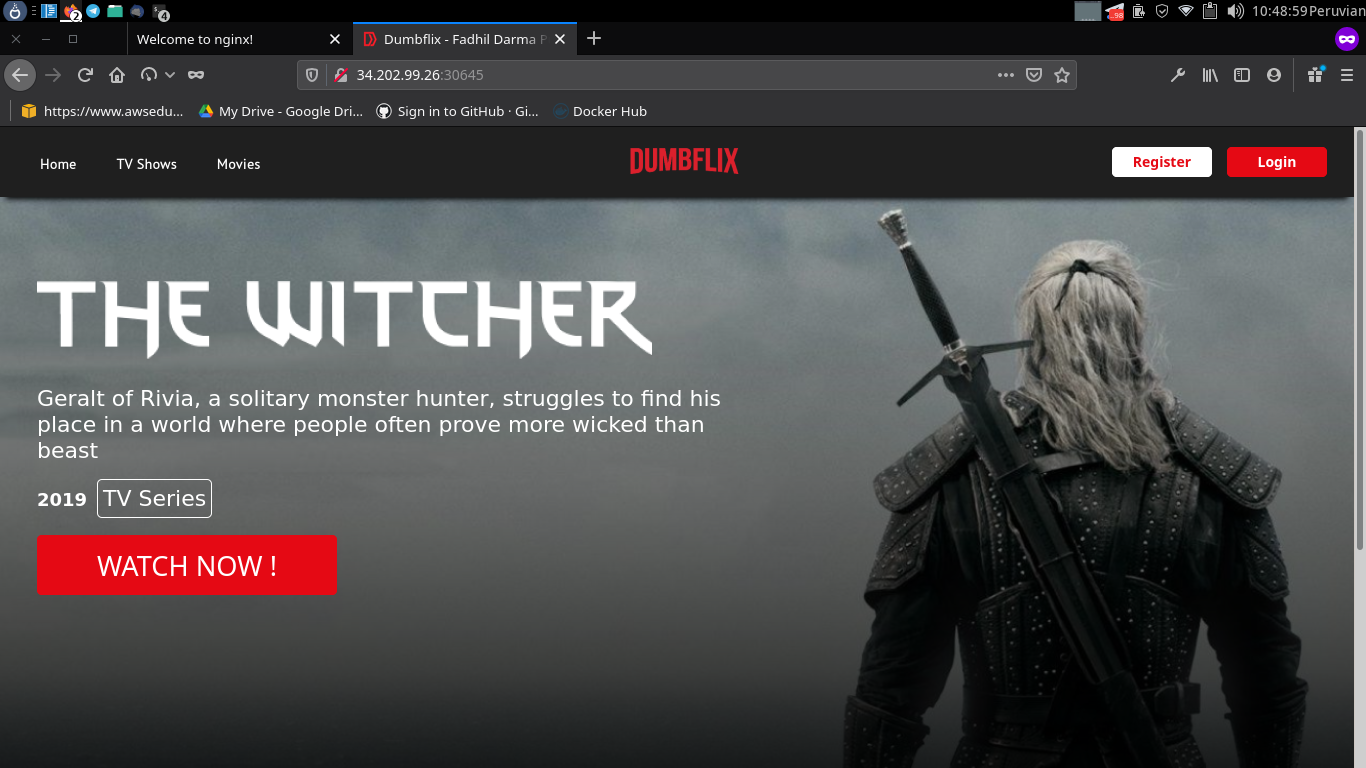 2
4
98
10:48:59 Peruvian
Welcome to nginx!
Dumbflix - Fadhil Darma P
34.202.99.26:30645
https://www.awsedu...
My Drive - Google Dri...
Sign in to GitHub · Gi...
Docker Hub
Home
TV Shows
Movies
DUMBFLIX
Register
Login
THE WITCHER
Geralt of Rivia, a solitary monster hunter, struggles to find his
place in a world where people often prove more wicked than
beast
2019
TV Series
WATCH NOW !